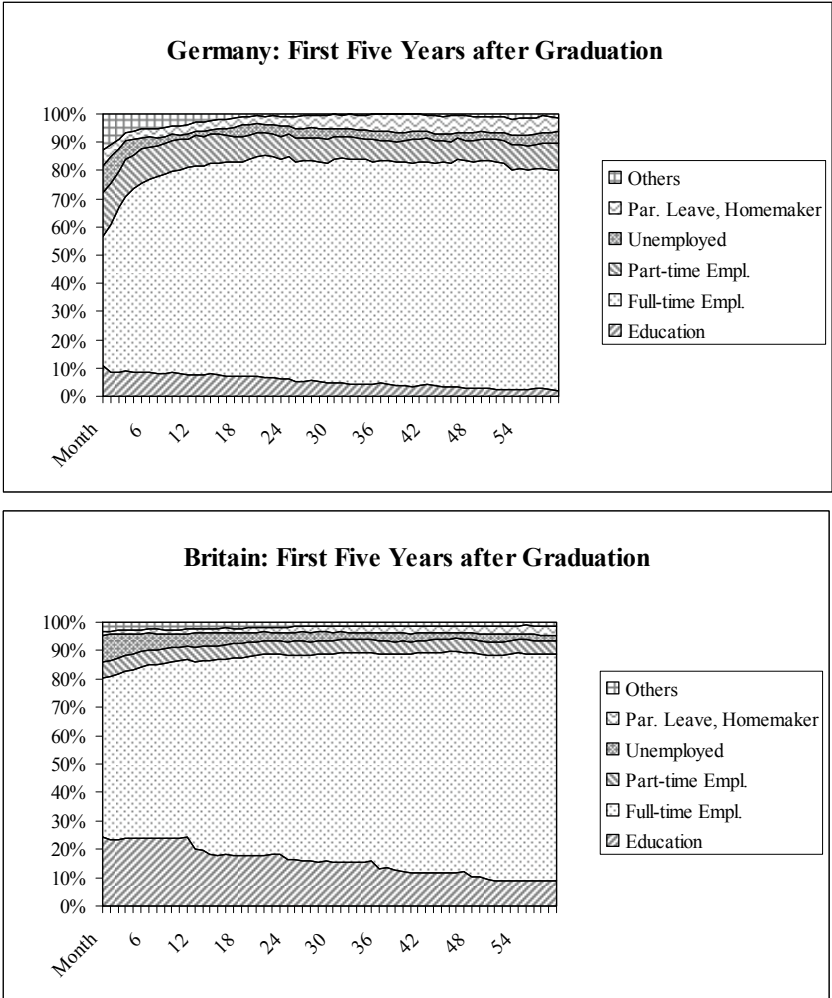 Germany: First Five Years after Graduation
100%
90%
80%
70%
60%
50%
40%
30%
20%
10%
0%
Month 6 12 18 24 30 36 42 48 54
Others
Par. Leave, Homemaker
Unemployed
Part-time Empl.
Full-time Empl.
Education
Britain: First Five Years after Graduation
100%
90%
80%
70%
60%
50%
40%
30%
20%
10%
0%
Month 6 12 18 24 30 36 42 48 54
Others
Par. Leave, Homemaker
Unemployed
Part-time Empl.
Full-time Empl.
Education